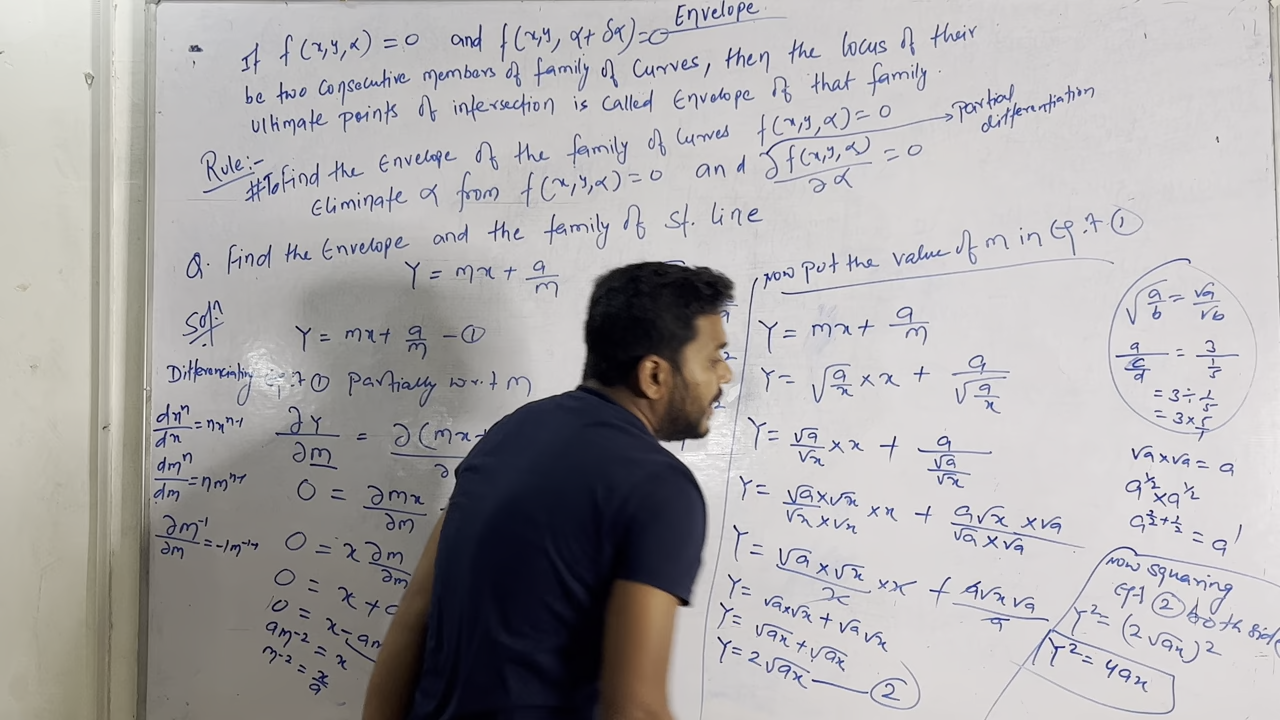 Envelope
If f(x,y,α)=0 and f(x,y, α+δα)=0
be two consecutive members of family of Curves, then the locus of their
ultimate points of intersection is called Envelope of that family.
Rule:-
#To find the Envelope of the family of curves f(x,y,α)=0
Eliminate α from f(x,y,α)=0 and ∂f(x,y,α)/∂α = 0
→ Partial
differentiation
Q. Find the Envelope and the family of st. line
Y = mx + a/m
Solⁿ
Y = mx + a/m - ①
Differenciating ① Partially w.r.t m
dxⁿ/dx = nxⁿ⁻¹
dmⁿ/dm = nmⁿ⁻¹
∂m⁻¹/∂m = -1m⁻¹⁻¹
∂Y/∂m = ∂(mx
0 = ∂mx/∂m
0 = x ∂m/∂m
0 = x +
0 = x - am
am⁻² = x
m⁻² = x/a
now put the value of m in eq.ⁿ ①
Y = mx + a/m
Y = √(a/x) × x + a/√(a/x)
Y = √a/√x × x + a/(√a/√x)
Y = √a×√x/√x×√x × x + a√x×√a/√a×√a
Y = √a×√x/x × x + a√x√a/a
Y = √a×√x + √a√x
Y = √ax + √ax
Y = 2√ax — ②
√(a/b) = √a/√b
= 3/(1/5)
= 3 ÷ 1/5
= 3 × 5/1
√a×√a = a
a^½ × a^½
a^(½+½) = a¹
now squaring
② both side
Y² = (2√ax)²
Y² = 4ax